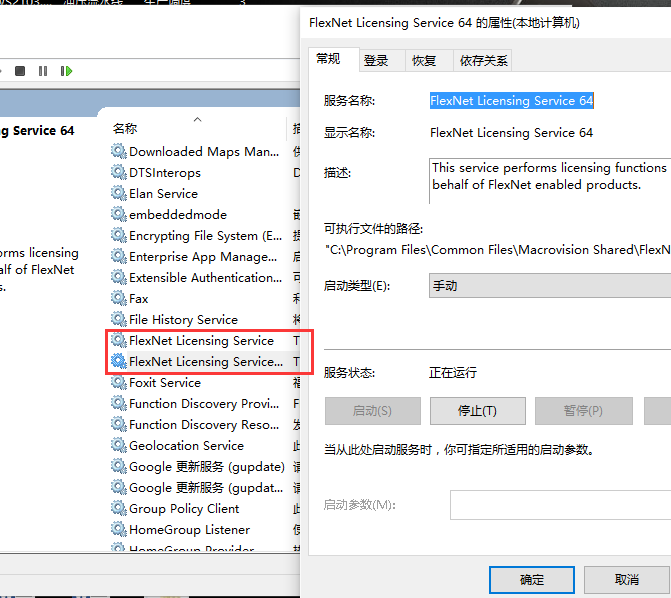 FlexNet Licensing Service 64 的属性(本地计算机)
常规
登录
恢复
依存关系
服务名称:
FlexNet Licensing Service 64
显示名称:
FlexNet Licensing Service 64
描述:
This service performs licensing functions
behalf of FlexNet enabled products.
可执行文件的路径:
"C:\Program Files\Common Files\Macrovision Shared\FlexN
启动类型(E):
手动
服务状态:
正在运行
启动(S)
停止(T)
暂停(P)
当从此处启动服务时，你可指定所适用的启动参数。
启动参数(M):
确定
取消
g Service 64
orms licensing
alf of FlexNet
s.
名称
Downloaded Maps Man...
DTSInterops
D
Elan Service
embeddedmode
Encrypting File System (E...
Enterprise App Manage...
Extensible Authentication...
Fax
File History Service
FlexNet Licensing Service
T
FlexNet Licensing Service...
T
Foxit Service
Function Discovery Provi...
F
Function Discovery Reso...
Geolocation Service
Google 更新服务 (gupdate)
Google 更新服务 (gupdat...
Group Policy Client
HomeGroup Listener
HomeGroup Provider